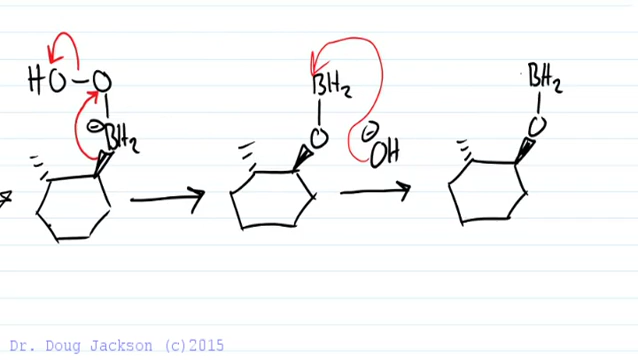 HO-O
⊖
BH₂
BH₂
O
⊖
OH
BH₂
O
Dr. Doug Jackson (c)2015